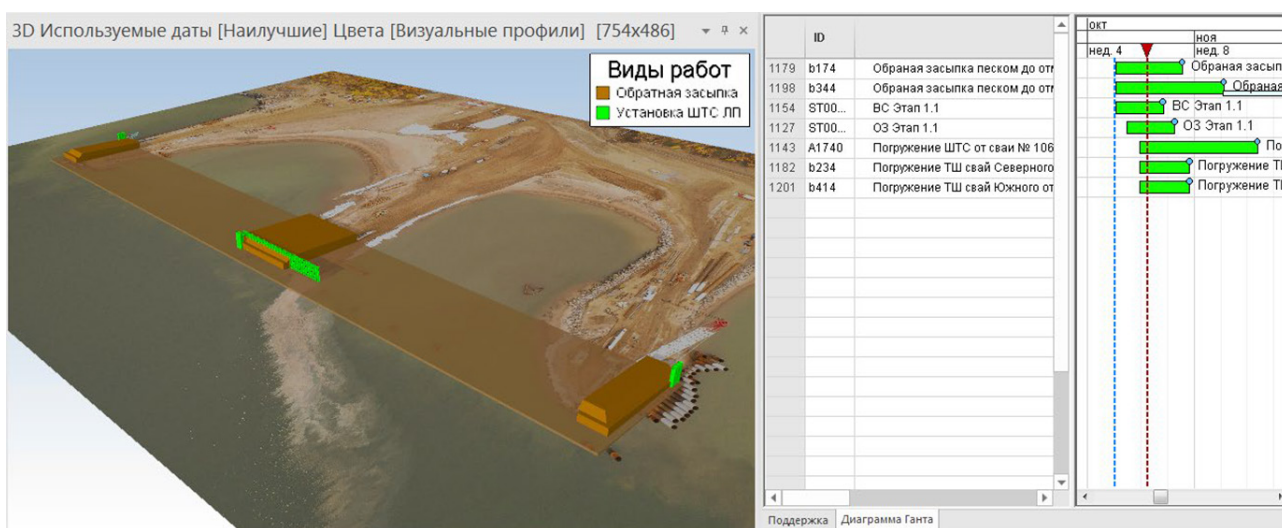 3D Используемые даты [Наилучшие] Цвета [Визуальные профили] [754x486]
Виды работ
Обратная засыпка
Установка ШТС ЛП
ID
1179 b174 Обраная засыпка песком до отм
1198 b344 Обраная засыпка песком до отм
1154 ST00... ВС Этап 1.1
1127 ST00... ОЗ Этап 1.1
1143 A1740 Погружение ШТС от сваи № 106
1182 b234 Погружение ТШ свай Северного
1201 b414 Погружение ТШ свай Южного от
Поддержка Диаграмма Ганта
окт
ноя
нед. 4 нед. 8
Обраная засып
Обраная
ВС Этап 1.1
ОЗ Этап 1.1
По
Погружение ТШ
Погружение ТШ